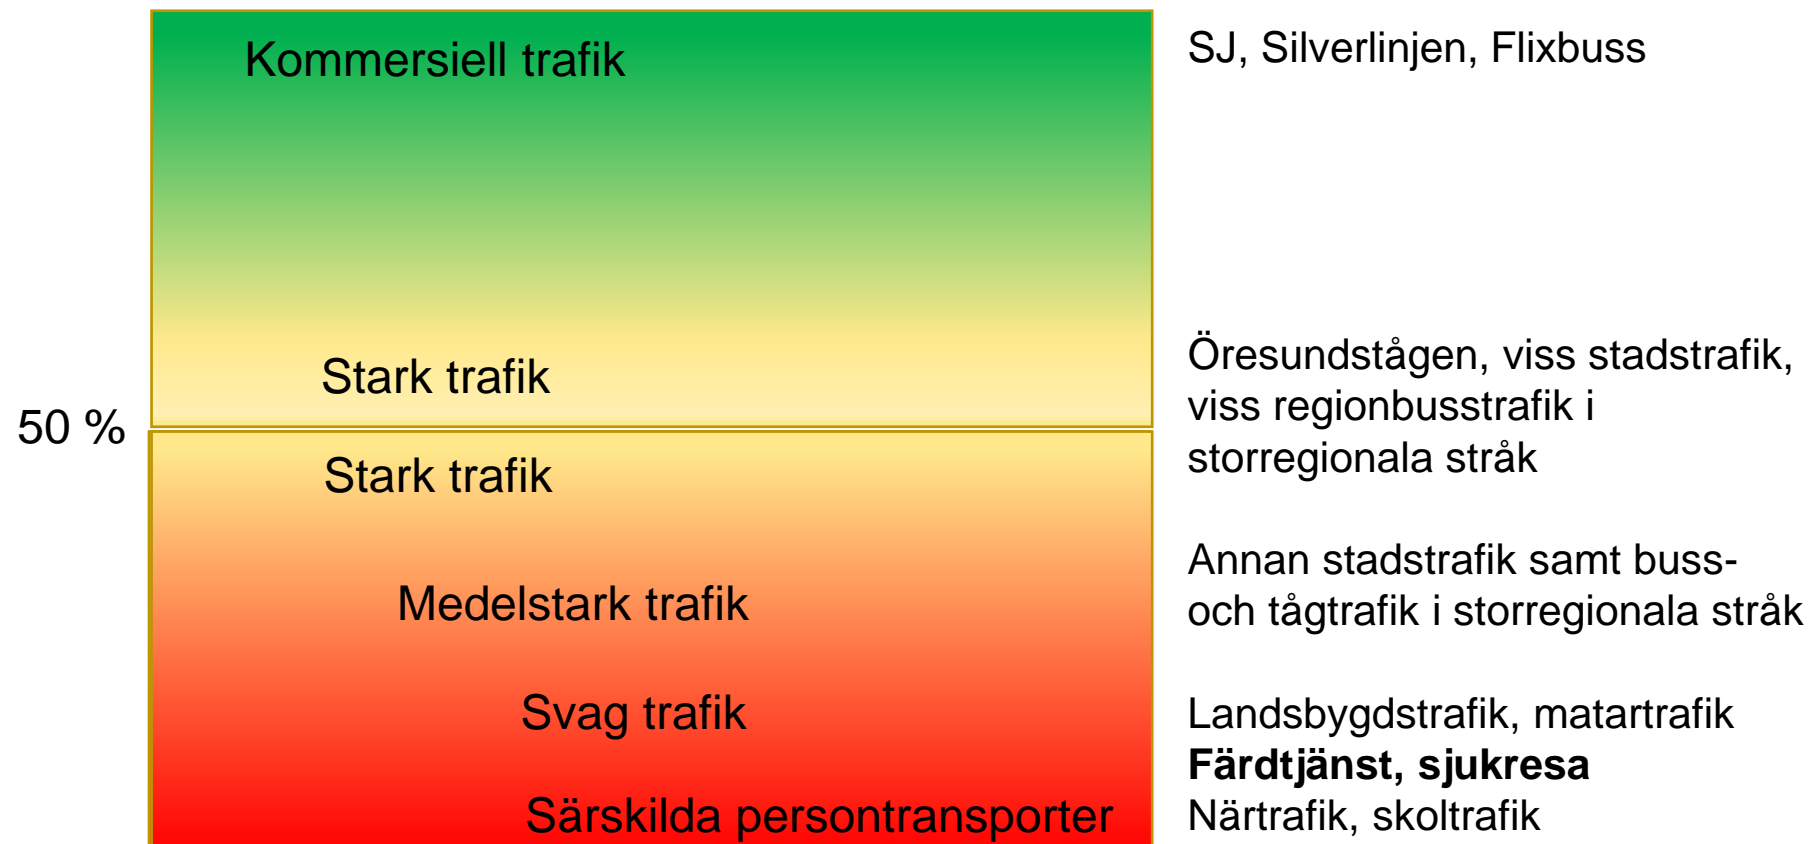 Kommersiell trafik
SJ, Silverlinjen, Flixbuss
Stark trafik
Öresundstågen, viss stadstrafik,
viss regionbusstrafik i
storregionala stråk
50 %
Stark trafik
Annan stadstrafik samt buss-
och tågtrafik i storregionala stråk
Medelstark trafik
Svag trafik
Landsbygdstrafik, matartrafik
Färdtjänst, sjukresa
Särskilda persontransporter
Närtrafik, skoltrafik